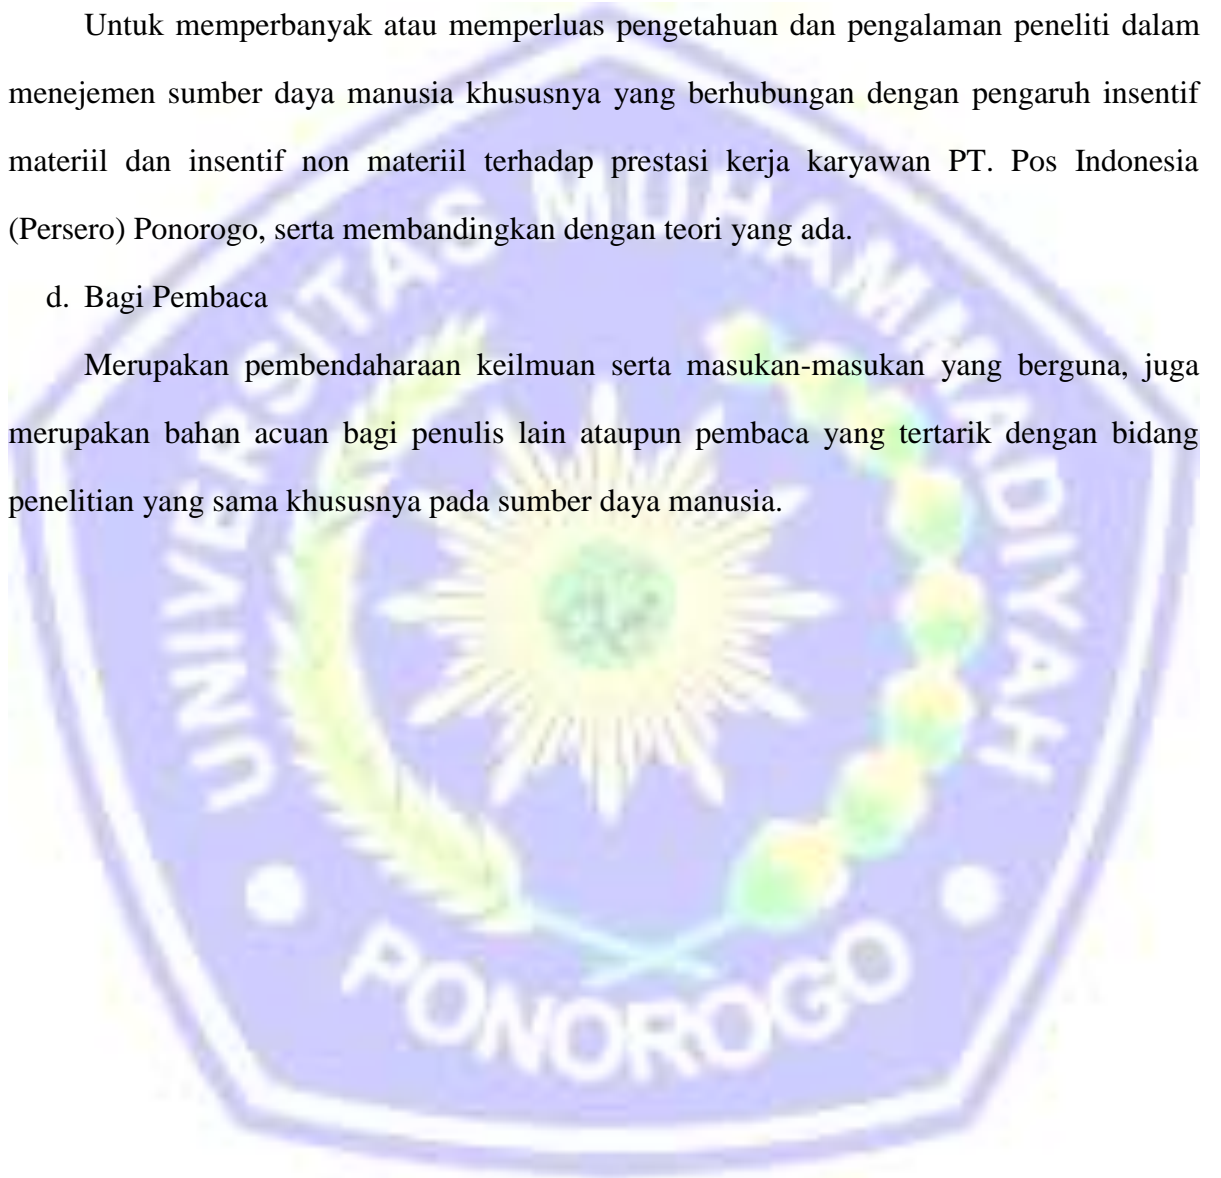 Untuk memperbanyak atau memperluas pengetahuan dan pengalaman peneliti dalam
menejemen sumber daya manusia khususnya yang berhubungan dengan pengaruh insentif
materiil dan insentif non materiil terhadap prestasi kerja karyawan PT. Pos Indonesia
(Persero) Ponorogo, serta membandingkan dengan teori yang ada.
d. Bagi Pembaca
Merupakan pembendaharaan keilmuan serta masukan-masukan yang berguna, juga
merupakan bahan acuan bagi penulis lain ataupun pembaca yang tertarik dengan bidang
penelitian yang sama khususnya pada sumber daya manusia.
UNIVERSITAS MUHAMMADIYAH
PONOROGO